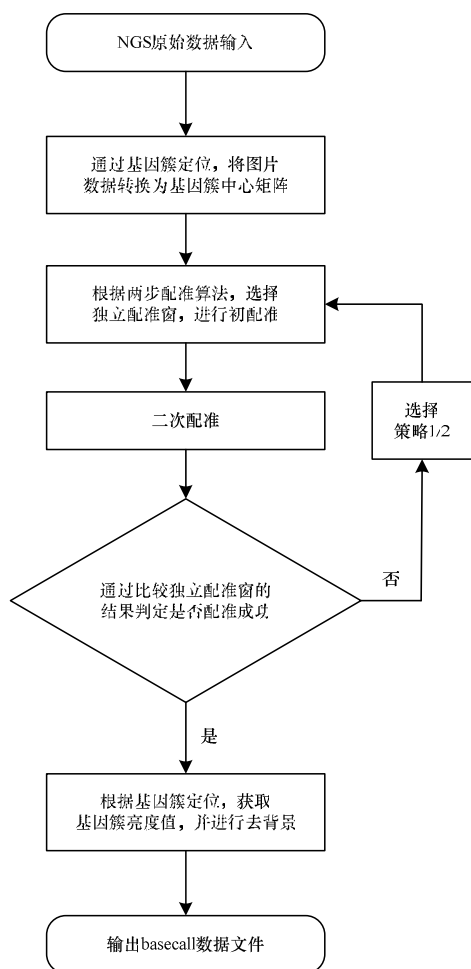 NGS原始数据输入
通过基因簇定位，将图片
数据转换为基因簇中心矩阵
根据两步配准算法，选择
独立配准窗，进行初配准
选择
策略1/2
二次配准
否
通过比较独立配准窗的
结果判定是否配准成功
是
根据基因簇定位，获取
基因簇亮度值，并进行去背景
输出basecall数据文件